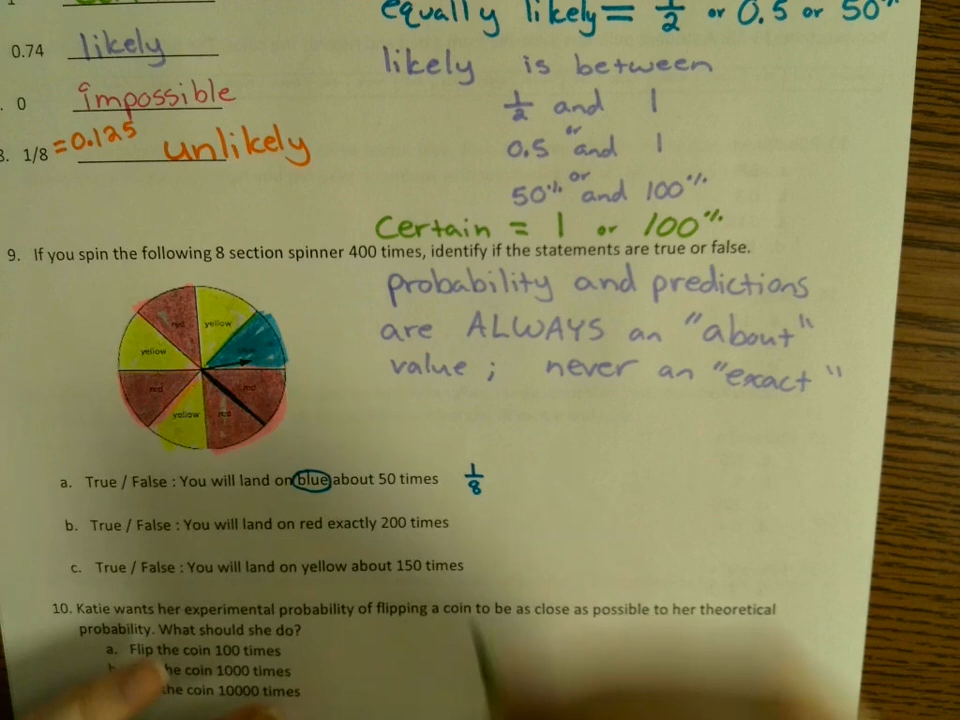 equally likely = 1/2 or 0.5 or 50%
0.74 likely
likely is between
0 impossible
1/2 and 1
or
8. 1/8 = 0.125 unlikely
0.5 and 1
or
50% and 100%
Certain = 1 or 100%
9. If you spin the following 8 section spinner 400 times, identify if the statements are true or false.
probability and predictions
are ALWAYS an "about"
value ; never an "exact"
red yellow
yellow
red red
yellow red
a. True / False : You will land on blue about 50 times 1/8
b. True / False : You will land on red exactly 200 times
c. True / False : You will land on yellow about 150 times
10. Katie wants her experimental probability of flipping a coin to be as close as possible to her theoretical
probability. What should she do?
a. Flip the coin 100 times
he coin 1000 times
the coin 10000 times